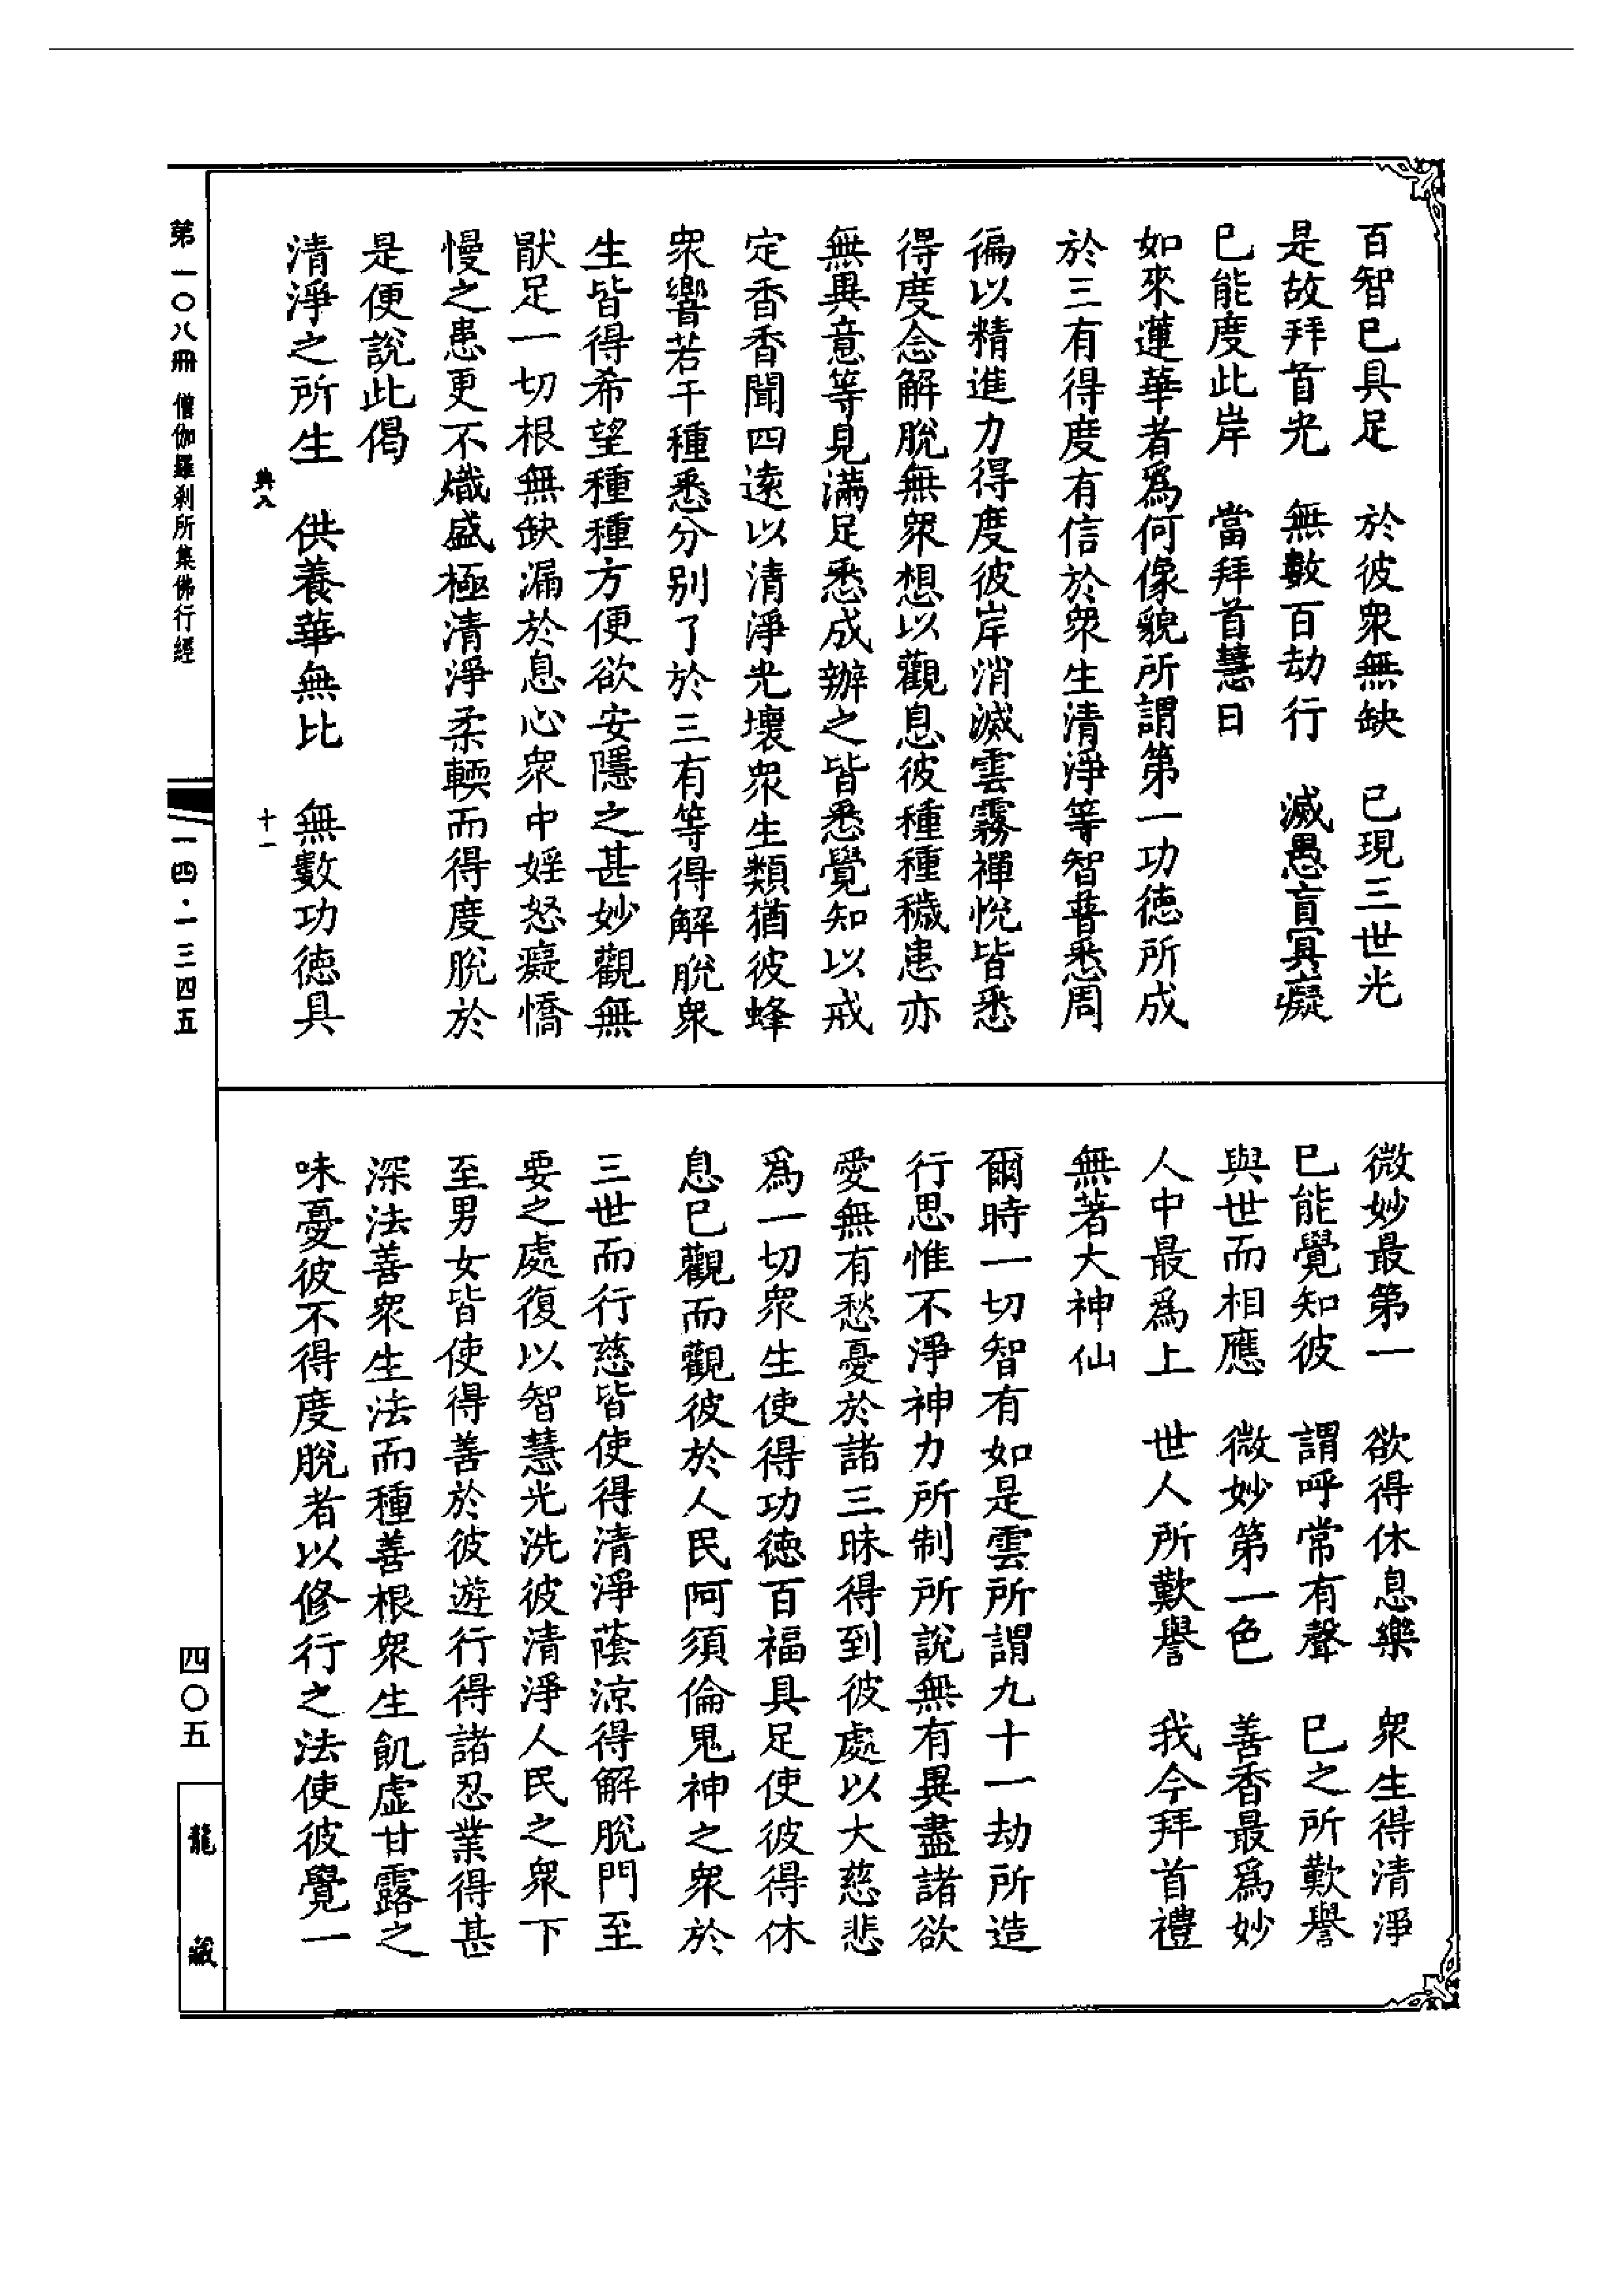 百智已具足　於彼衆無缺　已現三世光
是故拜首光　無數百劫行　滅愚盲冥癡
已能度此岸　當拜首慧日
如來蓮華者爲何像貌所謂第一功德所成
於三有得度有信於衆生清淨等智普悉周
徧以精進力得度彼岸消滅雲霧禪悅皆悉
得度念解脫無衆想以觀息彼種種穢恚亦
無異意等見滿足悉成辦之皆悉覺知以戒
定香香聞四遠以清淨光壞衆生類猶彼蜂
衆響若干種悉分別了於三有等得解脫衆
生皆得希望種種方便欲安隱之甚妙觀無
猒足一切根無缺漏於息心衆中婬怒癡憍
慢之患更不熾盛極清淨柔輭而得度脫於
是便說此偈
清淨之所生　供養華無比　無數功德具
典八　十一
微妙最第一　欲得休息樂　衆生得清淨
已能覺知彼　謂呼常有聲　已之所歎譽
與世而相應　微妙第一色　善香最爲妙
人中最爲上　世人所歎譽　我今拜首禮
無著大神仙
爾時一切智有如是雲所謂九十一劫所造
行思惟不淨神力所制所說無有異盡諸欲
愛無有愁憂於諸三昧得到彼處以大慈悲
爲一切衆生使得功德百福具足使彼得休
息已觀而觀彼於人民阿須倫鬼神之衆於
三世而行慈皆使得清淨蔭涼得解脫門至
要之處復以智慧光洗彼清淨人民之衆下
至男女皆使得善於彼遊行得諸忍業得甚
深法善衆生法而種善根衆生飢虛甘露之
味憂彼不得度脫者以修行之法使彼覺一
第一〇八冊　僧伽羅刹所集佛行經
一四·一三四五
四〇五
龍藏